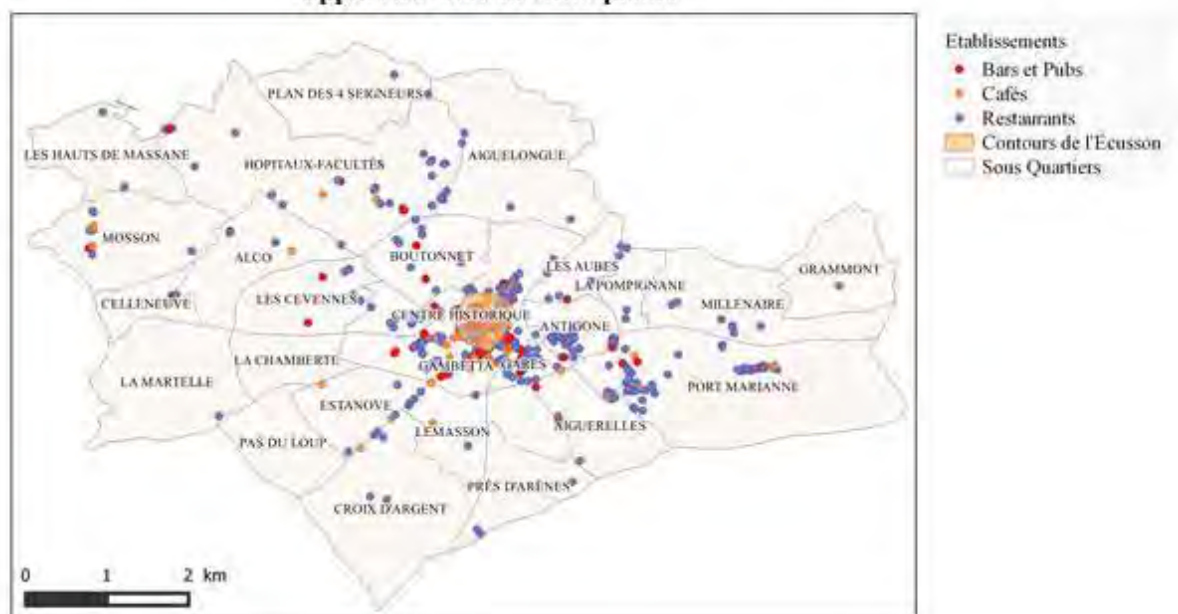 Etablissements
Bars et Pubs
Cafés
Restaurants
Contours de l'Ecusson
Sous Quartiers
PLAN DES 4 SEIGNEURS
LES HAUTS DE MASSANE
HOPITAUX-FACULTÉS
AIGUELONGUE
MOSSON
ALCO
BOUTONNET
LES AUBES
GRAMMONT
CELLENEUVE
LES CEVENNES
LA POMPIGNANE
MILLENAIRE
CENTRE HISTORIQUE
ANTIGONE
LA CHAMBERTE
GAMBETTA
GARES
LA MARTELLE
PORT MARIANNE
ESTANOVE
PAS DU LOUP
LEMASSON
AIGUERELLES
CROIX D'ARGENT
PRÈS D'ARÈNES
0 1 2 km